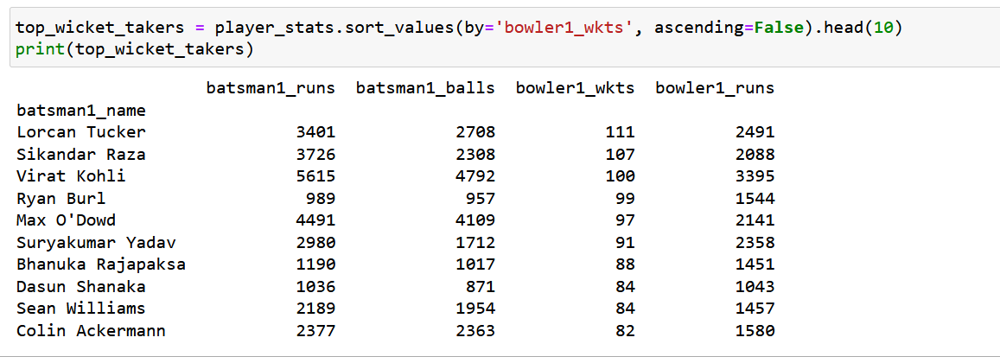 top_wicket_takers = player_stats.sort_values(by='bowler1_wkts', ascending=False).head(10)
print(top_wicket_takers)
batsman1_runs batsman1_balls bowler1_wkts bowler1_runs
batsman1_name
Lorcan Tucker 3401 2708 111 2491
Sikandar Raza 3726 2308 107 2088
Virat Kohli 5615 4792 100 3395
Ryan Burl 989 957 99 1544
Max O'Dowd 4491 4109 97 2141
Suryakumar Yadav 2980 1712 91 2358
Bhanuka Rajapaksa 1190 1017 88 1451
Dasun Shanaka 1036 871 84 1043
Sean Williams 2189 1954 84 1457
Colin Ackermann 2377 2363 82 1580